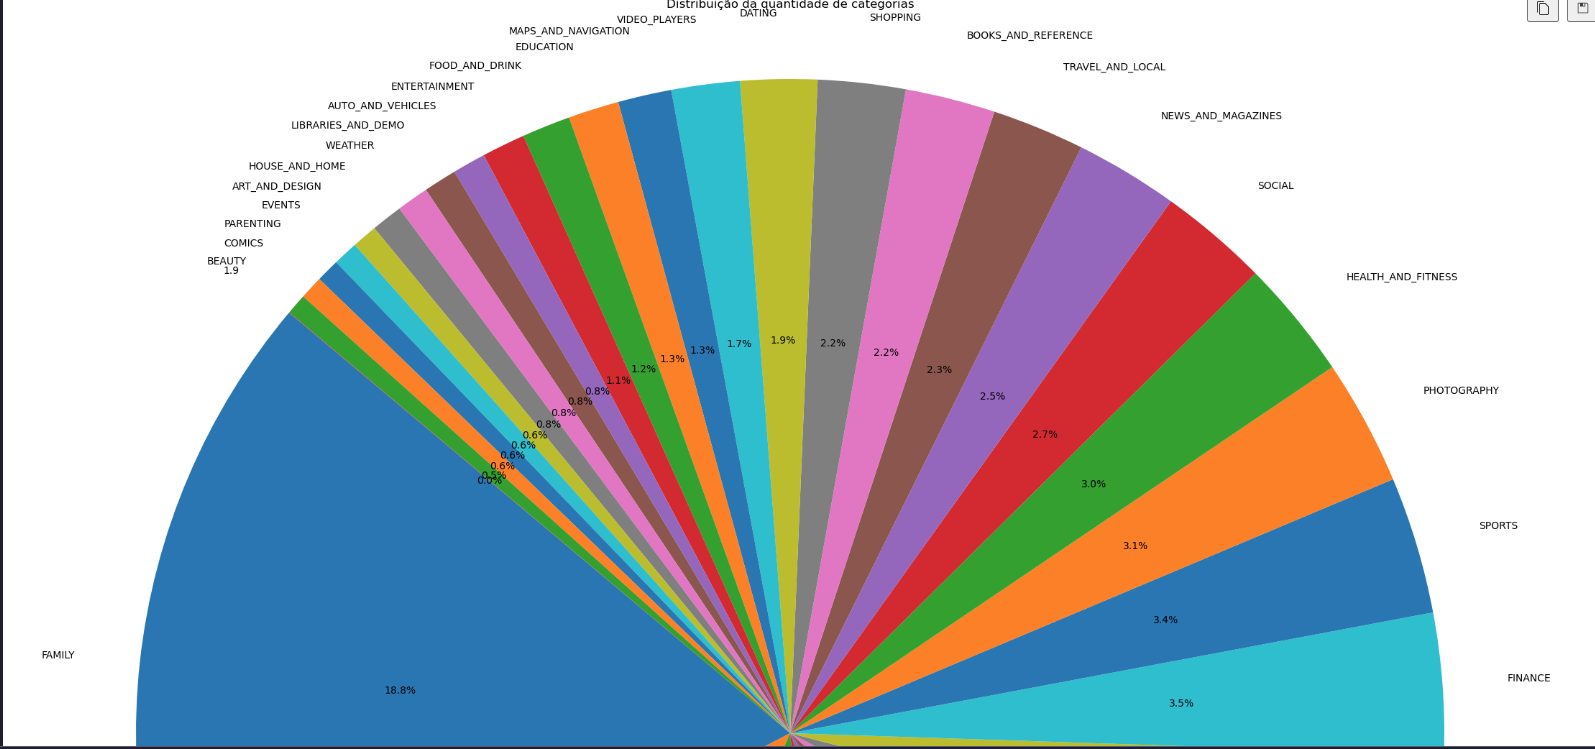 Distribuição da quantidade de categorias
DATING
SHOPPING
VIDEO_PLAYERS
MAPS_AND_NAVIGATION
BOOKS_AND_REFERENCE
EDUCATION
FOOD_AND_DRINK
TRAVEL_AND_LOCAL
ENTERTAINMENT
AUTO_AND_VEHICLES
NEWS_AND_MAGAZINES
LIBRARIES_AND_DEMO
WEATHER
HOUSE_AND_HOME
ART_AND_DESIGN
SOCIAL
EVENTS
PARENTING
COMICS
BEAUTY
1.9
HEALTH_AND_FITNESS
PHOTOGRAPHY
SPORTS
FAMILY
FINANCE
1.9%
2.2%
1.7%
1.3%
2.2%
1.3%
1.2%
2.3%
1.1%
0.8%
2.5%
0.8%
0.8%
0.8%
0.6%
2.7%
0.6%
0.6%
0.6%
0.5%
0.0%
3.0%
3.1%
3.4%
18.8%
3.5%